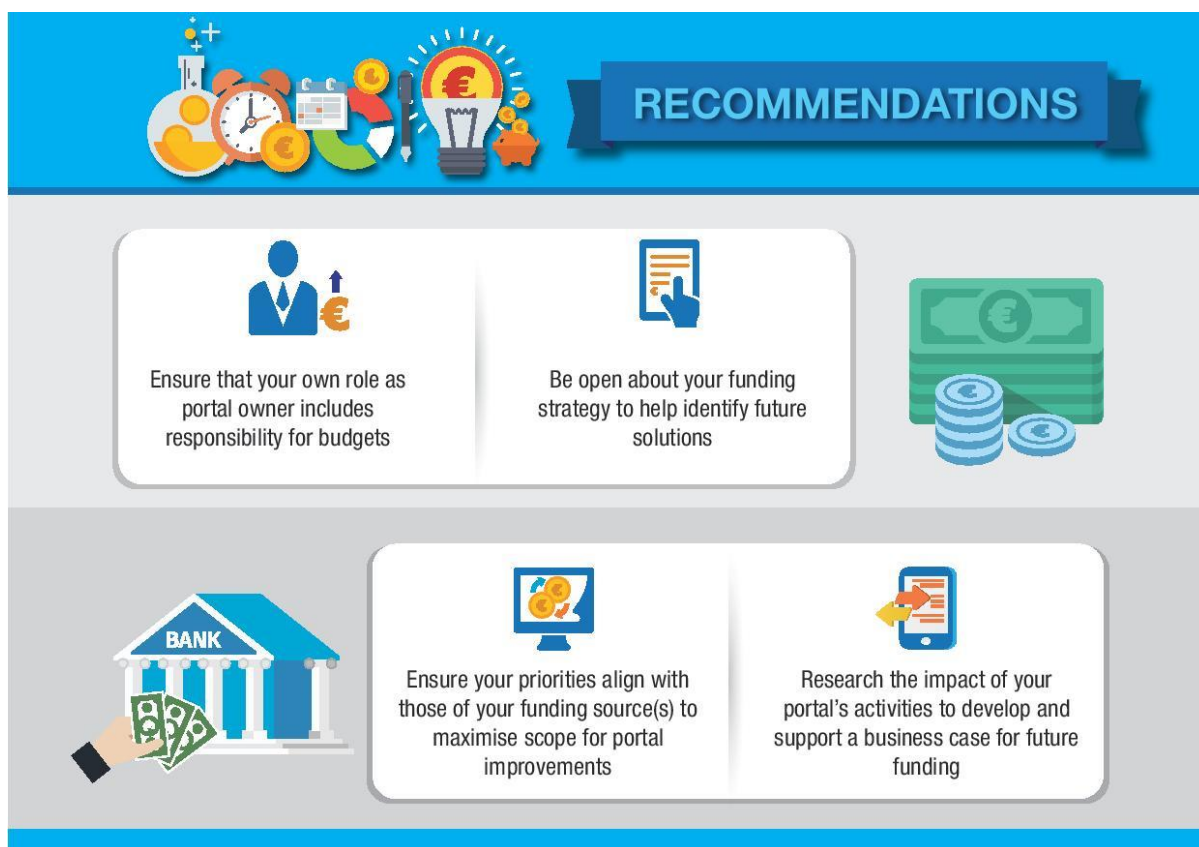 RECOMMENDATIONS
Ensure that your own role as
portal owner includes
responsibility for budgets
Be open about your funding
strategy to help identify future
solutions
BANK
Ensure your priorities align with
those of your funding source(s) to
maximise scope for portal
improvements
Research the impact of your
portal's activities to develop and
support a business case for future
funding